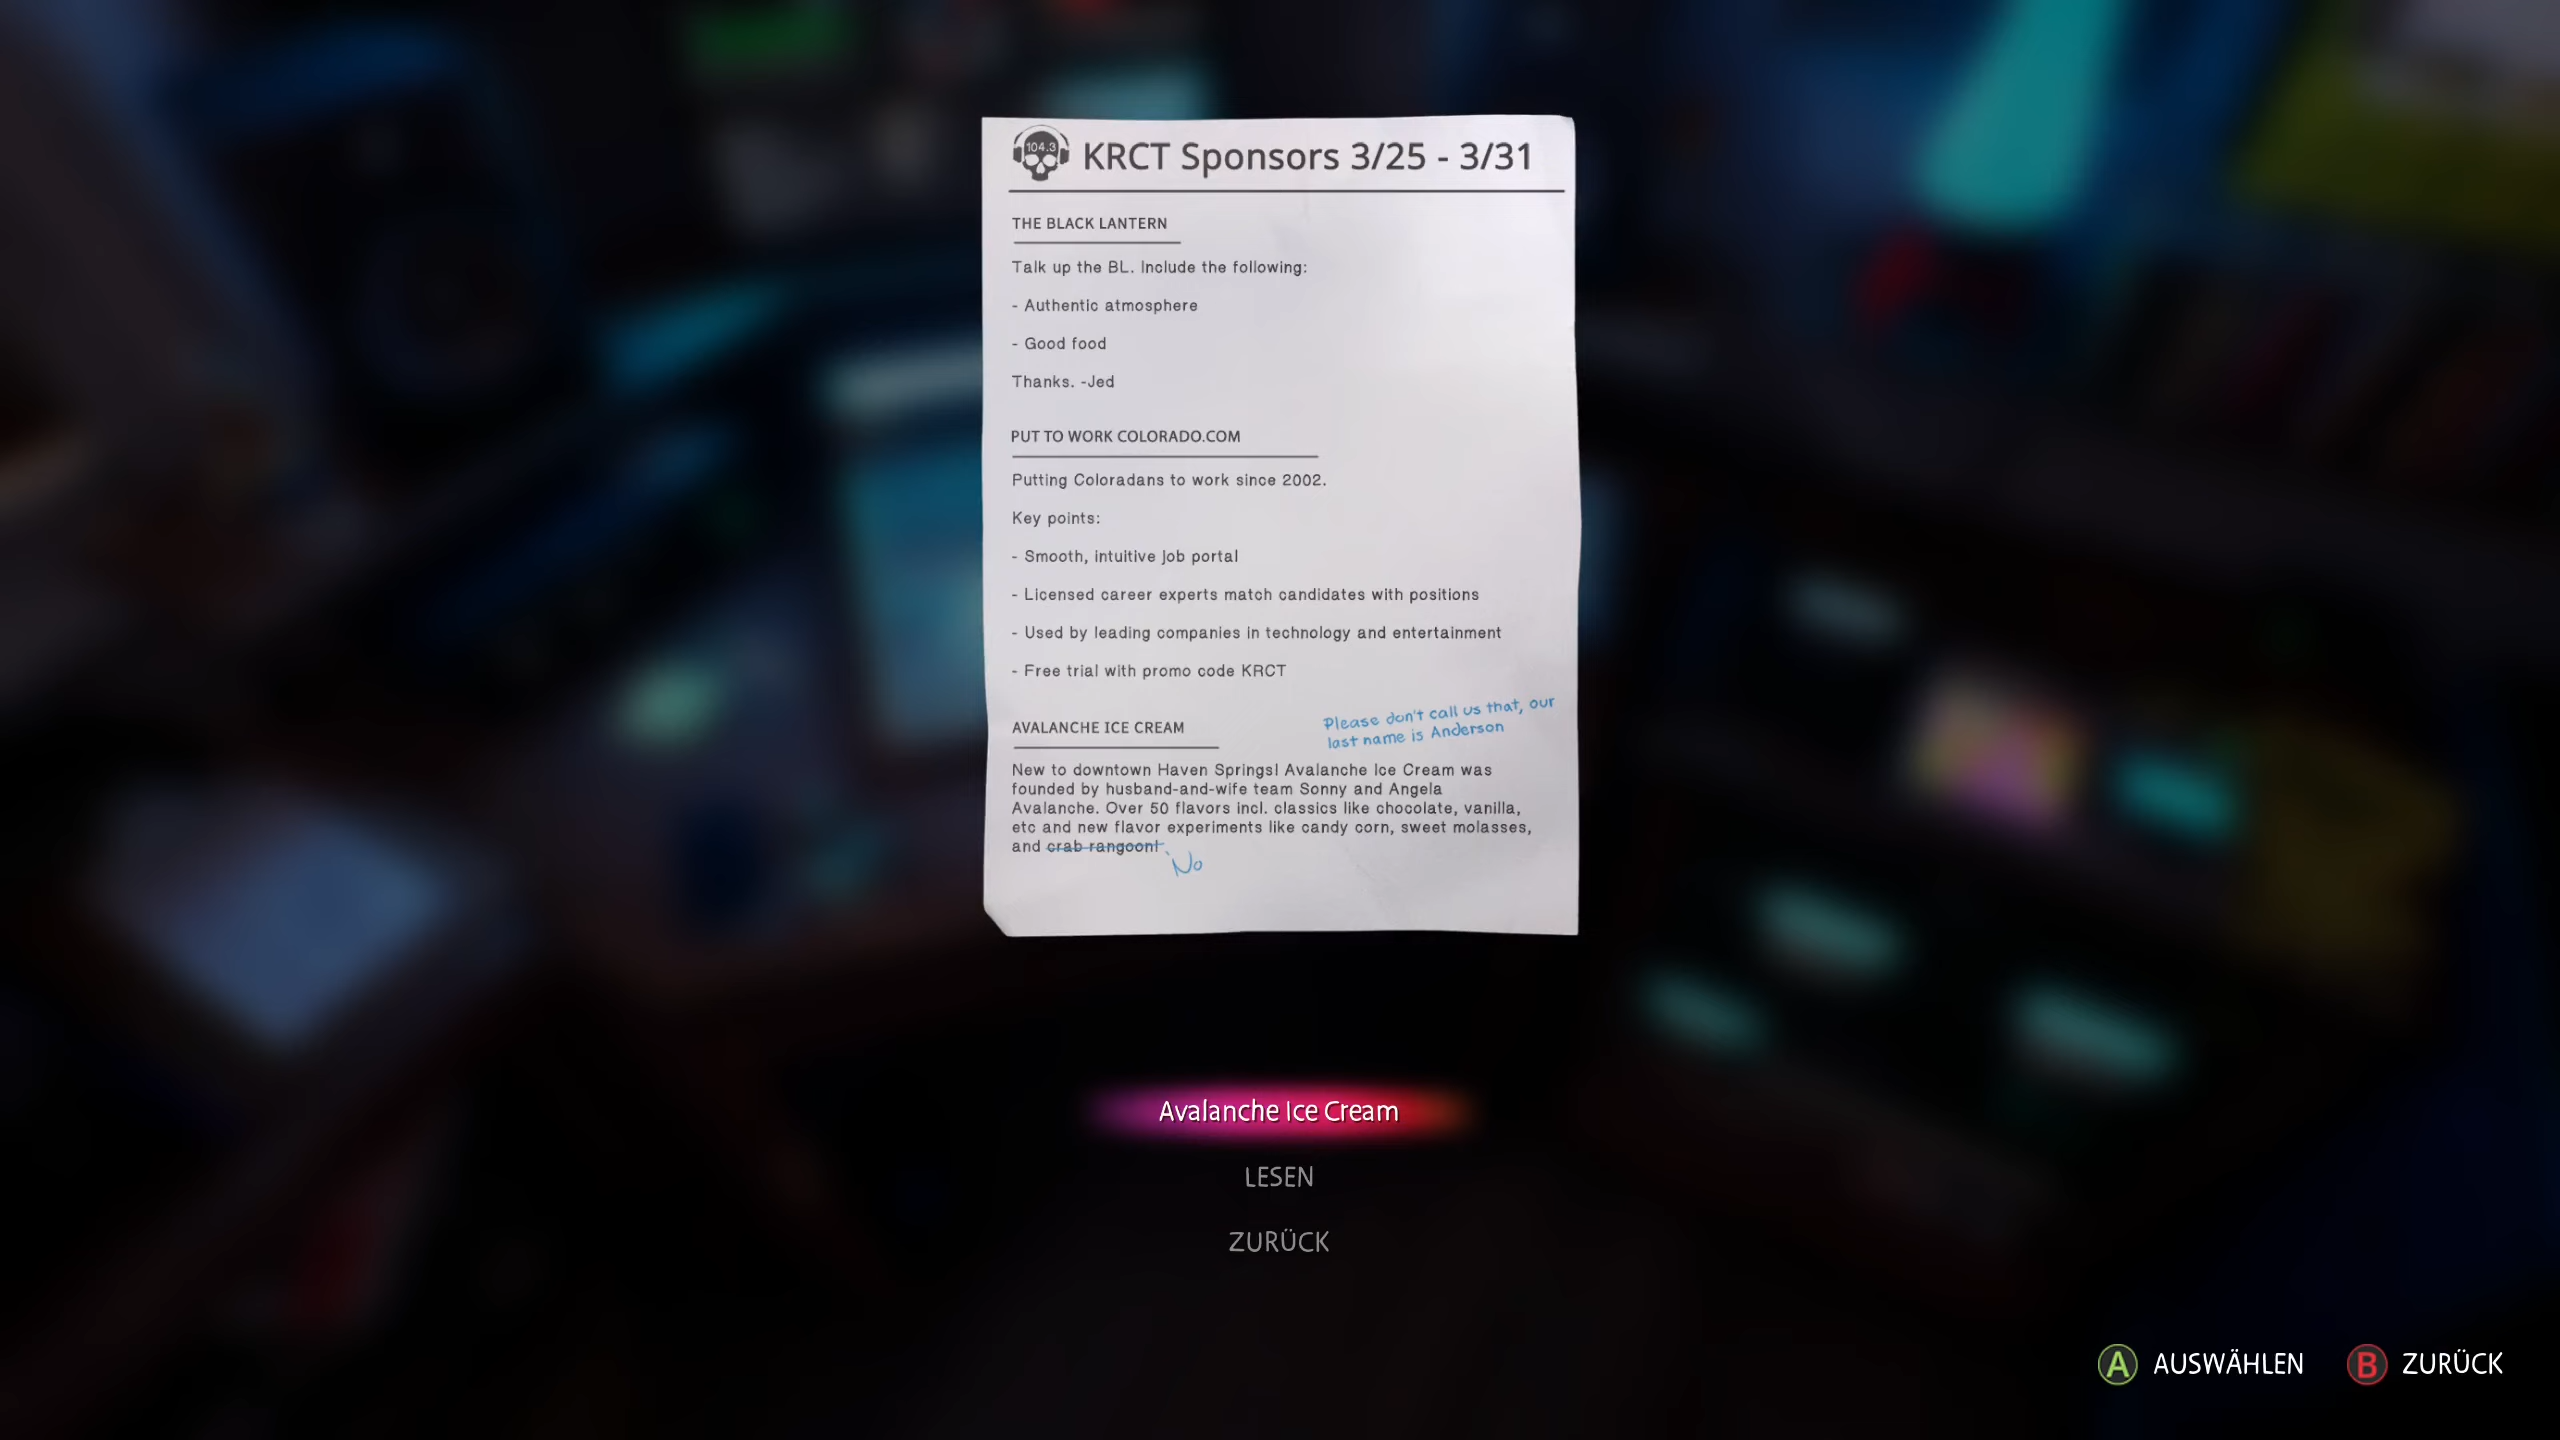 104.3
KRCT Sponsors 3/25 - 3/31
THE BLACK LANTERN
Talk up the BL. Include the following:
- Authentic atmosphere
- Good food
Thanks. -Jed
PUT TO WORK COLORADO.COM
Putting Coloradans to work since 2002.
Key points:
- Smooth, intuitive job portal
- Licensed career experts match candidates with positions
- Used by leading companies in technology and entertainment
- Free trial with promo code KRCT
Please don't call us that, our
last name is Anderson
AVALANCHE ICE CREAM
New to downtown Haven Springs! Avalanche Ice Cream was
founded by husband-and-wife team Sonny and Angela
Avalanche. Over 50 flavors incl. classics like chocolate, vanilla,
etc and new flavor experiments like candy corn, sweet molasses,
and crab rangoon!
No
Avalanche Ice Cream
LESEN
ZURÜCK
A AUSWÄHLEN B ZURÜCK